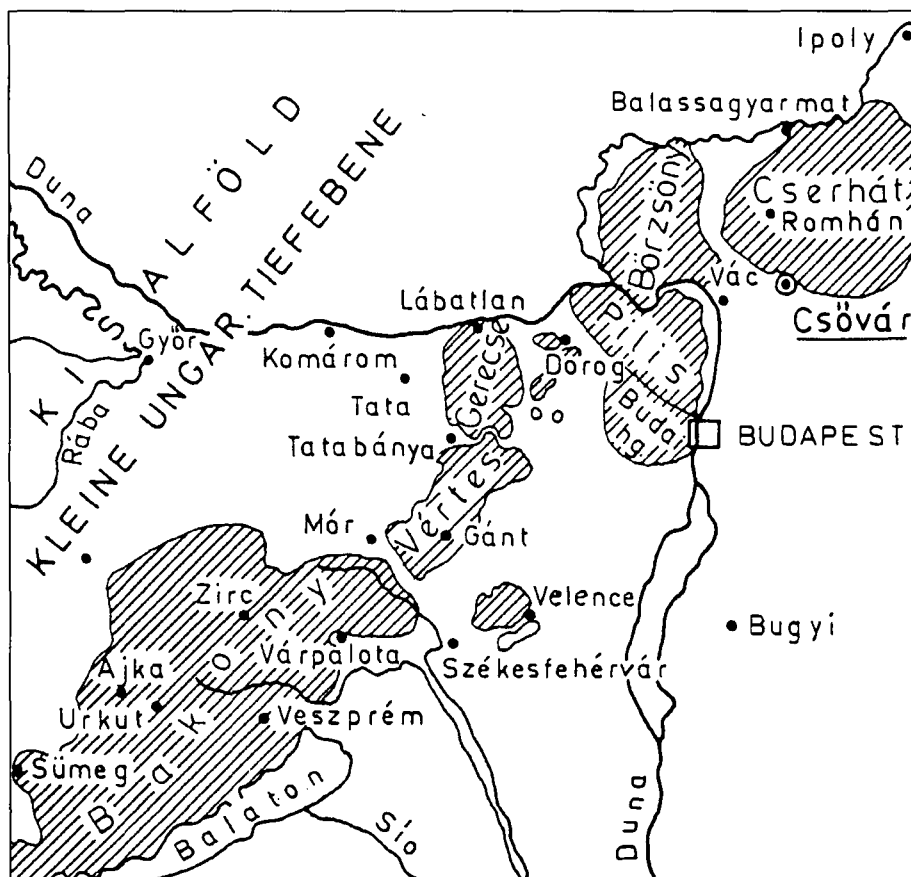 Ipoly
Balassagyarmat
Duna
KIS ALFÖLD
KLEINE UNGAR. TIEFEBENE
Börzsöny
Cserhát
Romhán
Vác
Csővár
Lábatlan
Pilis
Győr
Komárom
Gerecse
Dorog
Rába
Tata
Buda
hg.
BUDAPEST
Tatabánya
Vértes
Mór
Gánt
Zirc
Velence
Bugyi
Várpalota
Székesfehérvár
Ajka
Urkut
Veszprém
Bakony
Sümeg
Balaton
Sió
Duna